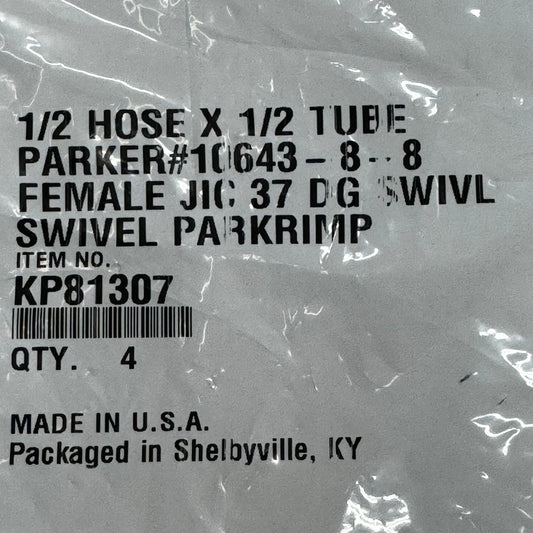 1/2 HOSE X 1/2 TUBE
PARKER#10643-8-8
FEMALE JIC 37 DG SWIVL
SWIVEL PARKRIMP
ITEM NO.
KP81307
QTY. 4
MADE IN U.S.A.
Packaged in Shelbyville, KY